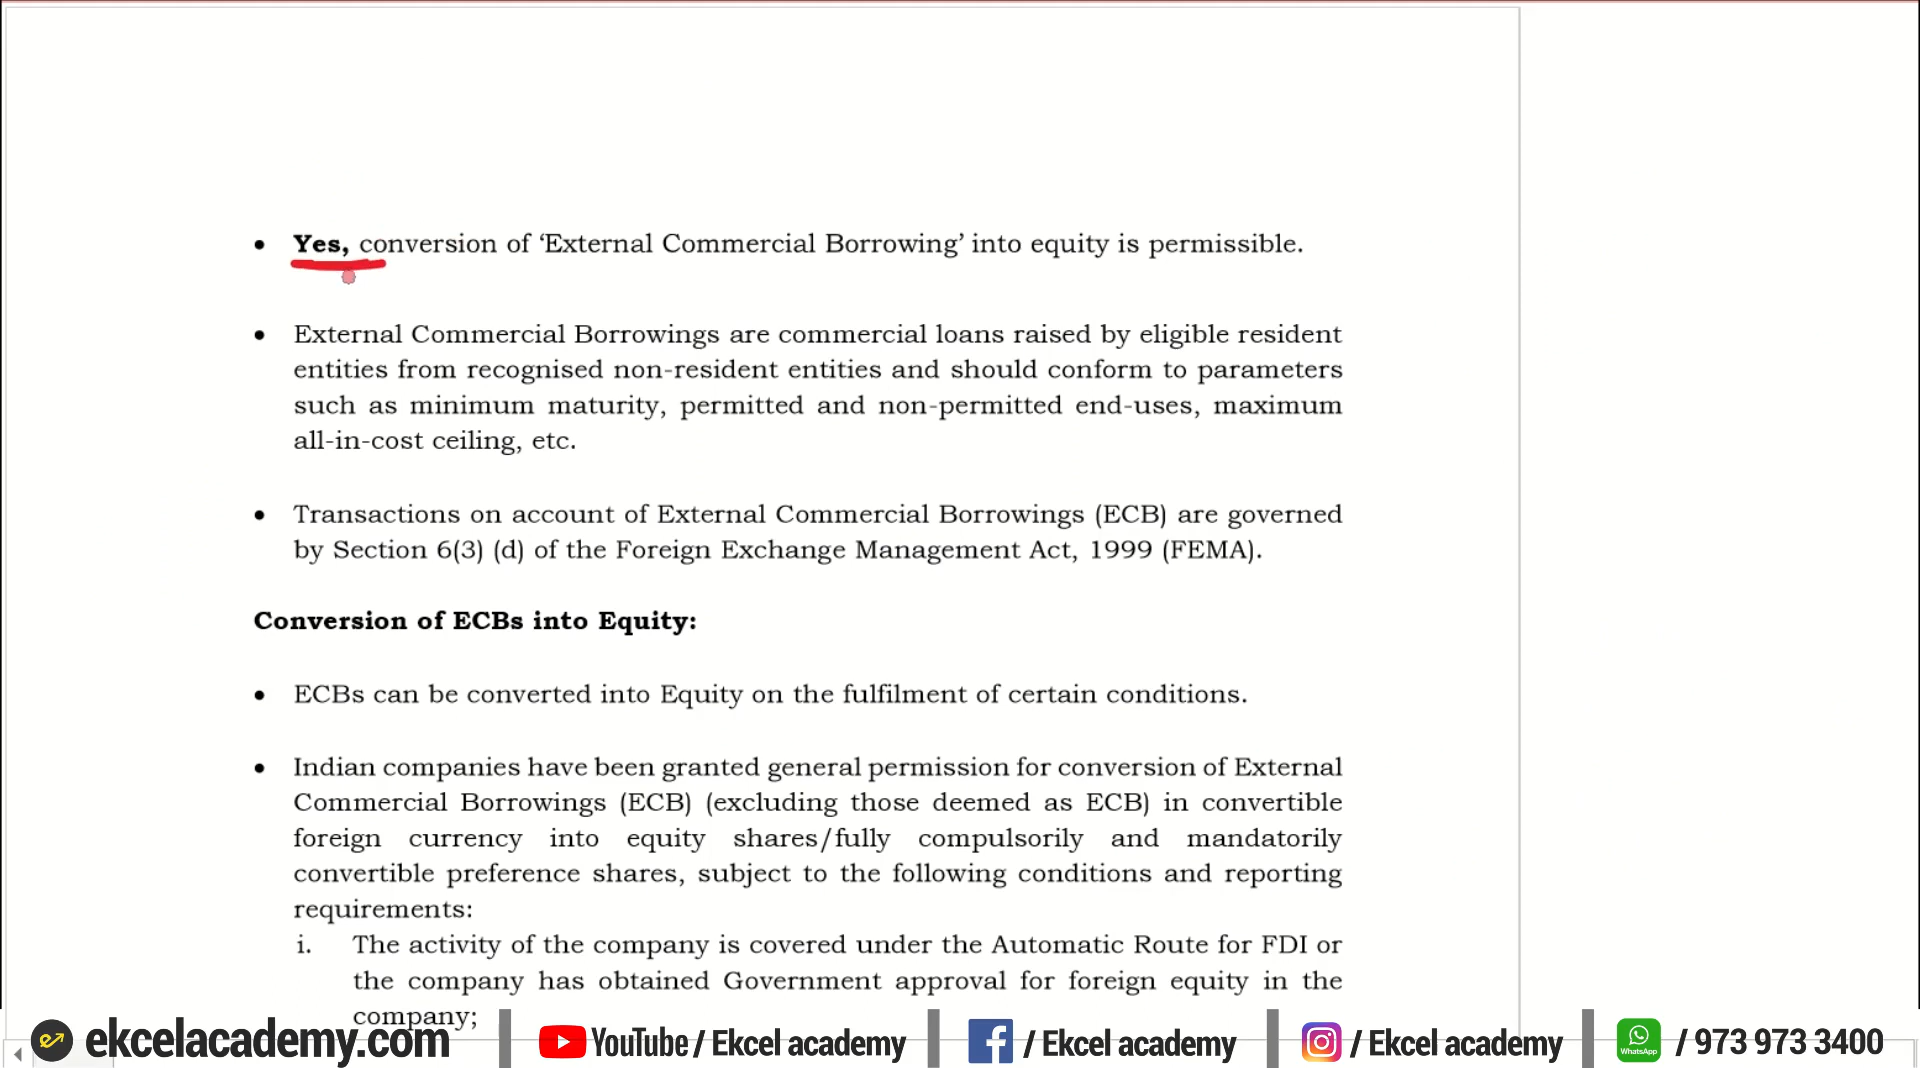 • Yes, conversion of ‘External Commercial Borrowing’ into equity is permissible.
• External Commercial Borrowings are commercial loans raised by eligible resident
entities from recognised non-resident entities and should conform to parameters
such as minimum maturity, permitted and non-permitted end-uses, maximum
all-in-cost ceiling, etc.
• Transactions on account of External Commercial Borrowings (ECB) are governed
by Section 6(3) (d) of the Foreign Exchange Management Act, 1999 (FEMA).
Conversion of ECBs into Equity:
• ECBs can be converted into Equity on the fulfilment of certain conditions.
• Indian companies have been granted general permission for conversion of External
Commercial Borrowings (ECB) (excluding those deemed as ECB) in convertible
foreign currency into equity shares/fully compulsorily and mandatorily
convertible preference shares, subject to the following conditions and reporting
requirements:
i. The activity of the company is covered under the Automatic Route for FDI or
the company has obtained Government approval for foreign equity in the
company;
ekcelacademy.com YouTube / Ekcel academy / Ekcel academy / Ekcel academy WhatsApp / 973 973 3400